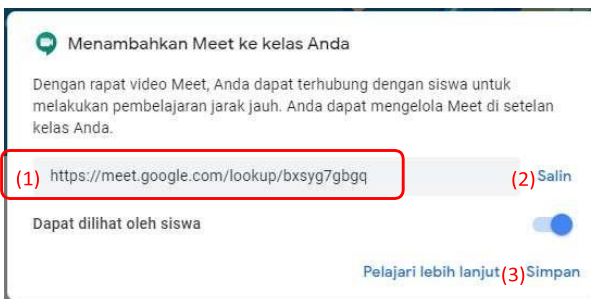 Menambahkan Meet ke kelas Anda
Dengan rapat video Meet, Anda dapat terhubung dengan siswa untuk
melakukan pembelajaran jarak jauh. Anda dapat mengelola Meet di setelan
kelas Anda.
(1) https://meet.google.com/lookup/bxsyg7gbgq (2) Salin
Dapat dilihat oleh siswa
Pelajari lebih lanjut (3) Simpan